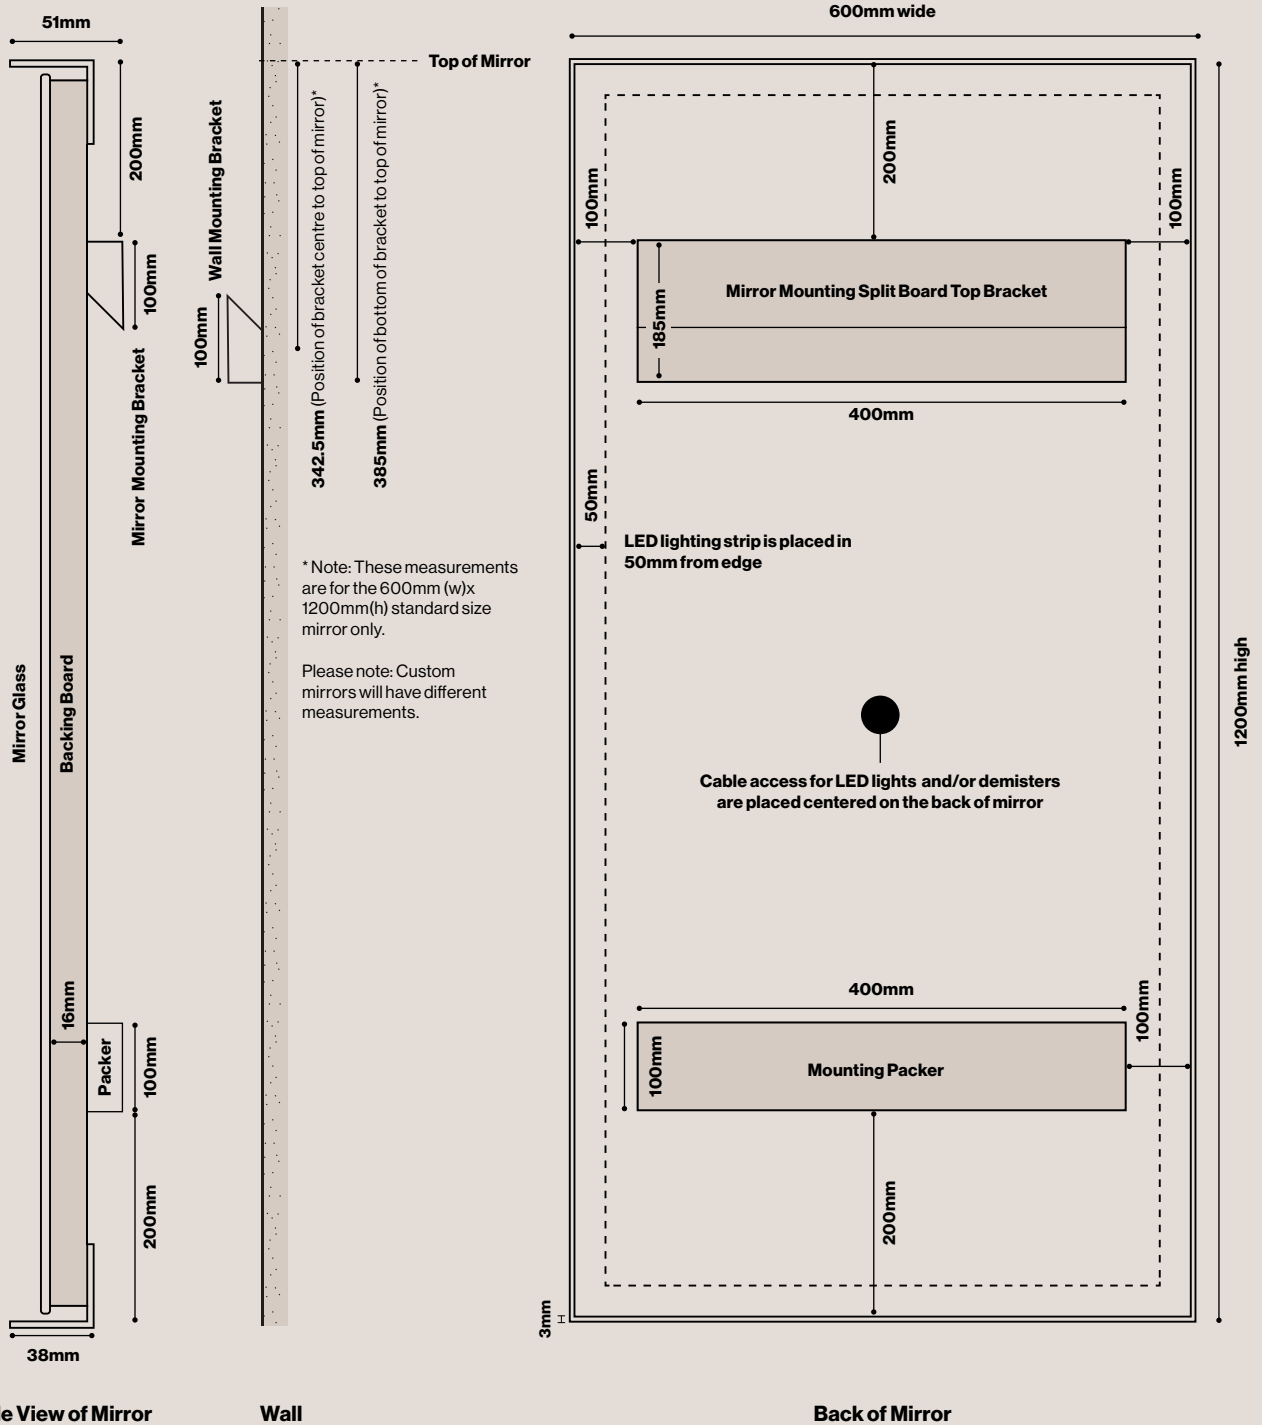 51mm
200mm
100mm
Mirror Mounting Bracket
Mirror Glass
Backing Board
16mm
Packer
100mm
200mm
38mm
e View of Mirror
Wall Mounting Bracket
100mm
Top of Mirror
342.5mm (Position of bracket centre to top of mirror)*
385mm (Position of bottom of bracket to top of mirror)*
* Note: These measurements
are for the 600mm (w)x
1200mm(h) standard size
mirror only.
Please note: Custom
mirrors will have different
measurements.
Wall
600mm wide
200mm
100mm
100mm
Mirror Mounting Split Board Top Bracket
185mm
400mm
50mm
LED lighting strip is placed in
50mm from edge
1200mm high
Cable access for LED lights and/or demisters
are placed centered on the back of mirror
400mm
100mm
100mm
Mounting Packer
200mm
3mm
Back of Mirror